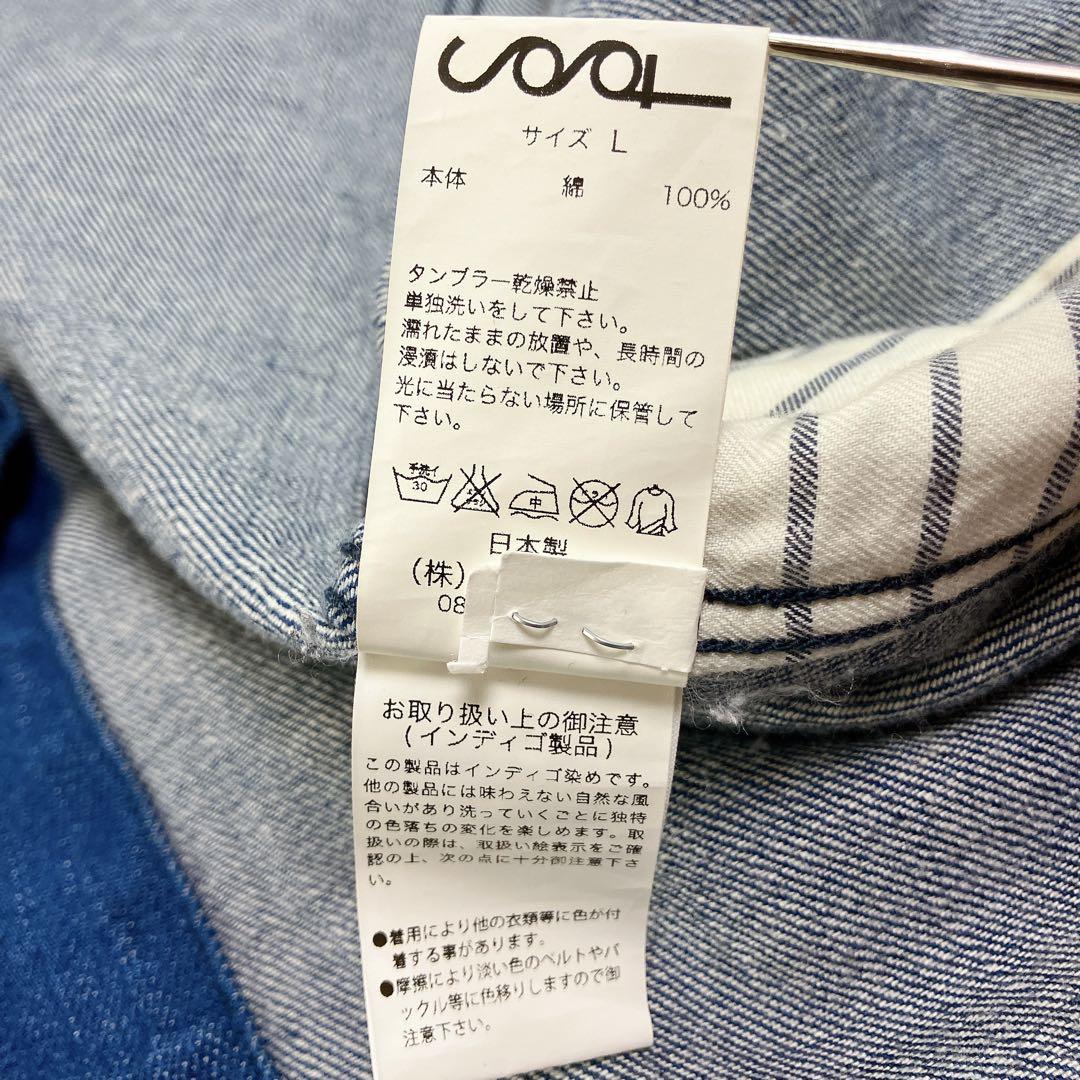 サイズ L
本体 綿 100%
タンブラー乾燥禁止
単独洗いをして下さい。
濡れたままの放置や、長時間の
浸漬はしないで下さい。
光に当たらない場所に保管して
下さい。
手洗イ
30
中
日本製
(株)
08
お取り扱い上の御注意
(インディゴ製品)
この製品はインディゴ染めです。
他の製品には味わえない自然な風
合いがあり洗っていくごとに独特
の色落ちの変化を楽しめます。取
扱いの際は、取扱い絵表示をご確
認の上、次の点に十分御注意下さ
い。
●着用により他の衣類等に色が付
着する事があります。
●摩擦により淡い色のベルトやバ
ックル等に色移りしますので御
注意下さい。